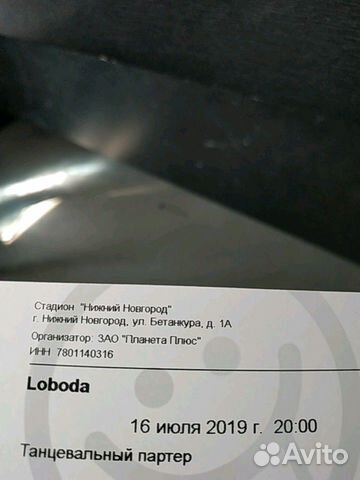 Стадион "Нижний Новгород"
г. Нижний Новгород, ул. Бетанкура, д. 1А
Организатор: ЗАО "Планета Плюс"
ИНН 7801140316
Loboda
16 июля 2019 г. 20:00
Танцевальный партер
Avito